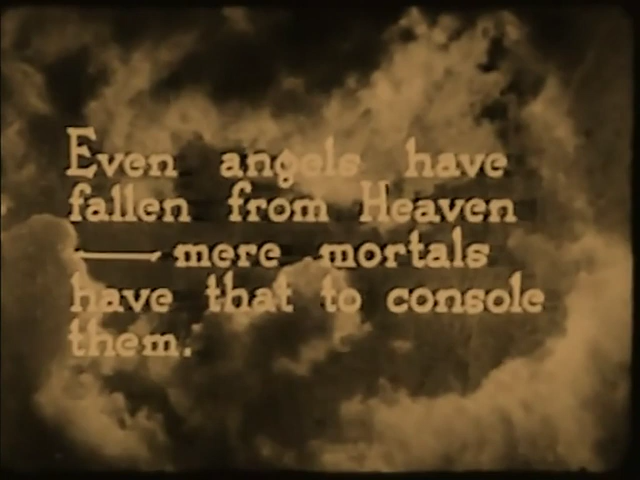 Even angels have
fallen from Heaven
— mere mortals
have that to console
them.